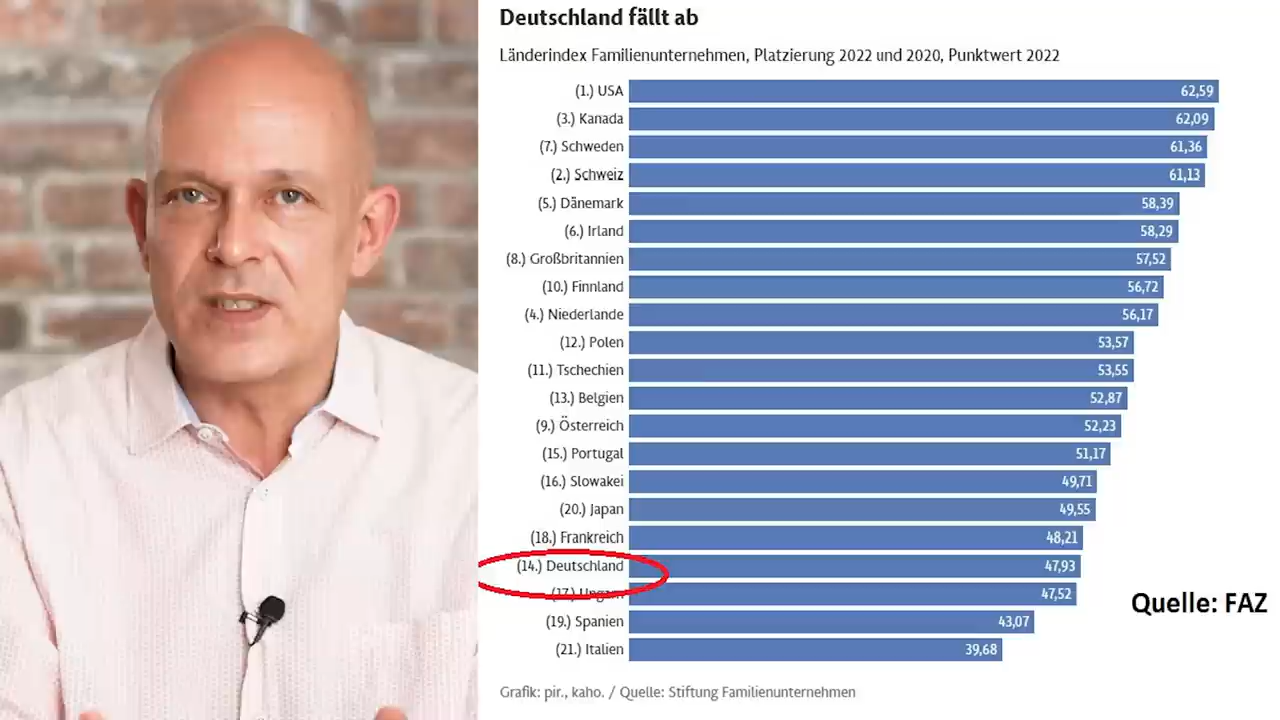 Deutschland fällt ab
Länderindex Familienunternehmen, Platzierung 2022 und 2020, Punktwert 2022
(1.) USA 62,59
(3.) Kanada 62,09
(7.) Schweden 61,36
(2.) Schweiz 61,13
(5.) Dänemark 58,39
(6.) Irland 58,29
(8.) Großbritannien 57,52
(10.) Finnland 56,72
(4.) Niederlande 56,17
(12.) Polen 53,57
(11.) Tschechien 53,55
(13.) Belgien 52,87
(9.) Österreich 52,23
(15.) Portugal 51,17
(16.) Slowakei 49,71
(20.) Japan 49,55
(18.) Frankreich 48,21
(14.) Deutschland 47,93
(17.) Ungarn 47,52
Quelle: FAZ
(19.) Spanien 43,07
(21.) Italien 39,68
Grafik: pir., kaho. / Quelle: Stiftung Familienunternehmen